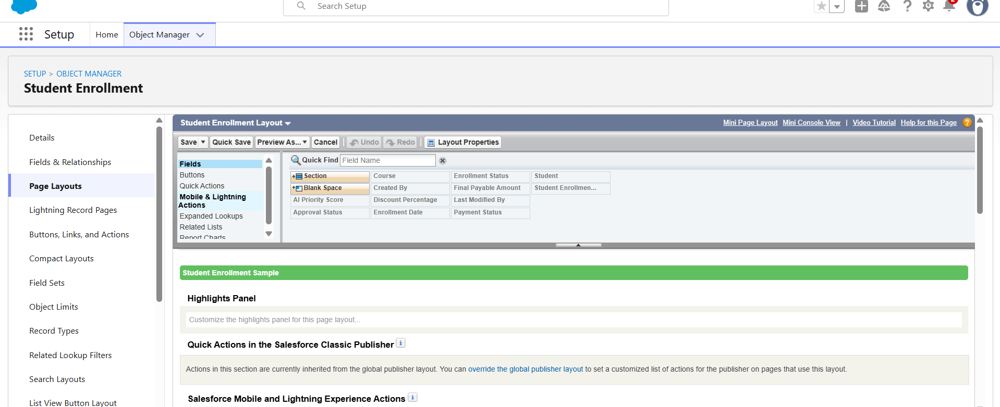 Search Setup
2
Setup
Home
Object Manager
SETUP > OBJECT MANAGER
Student Enrollment
Details
Fields & Relationships
Page Layouts
Lightning Record Pages
Buttons, Links, and Actions
Compact Layouts
Field Sets
Object Limits
Record Types
Related Lookup Filters
Search Layouts
List View Button Layout
Student Enrollment Layout
Mini Page Layout Mini Console View | Video Tutorial Help for this Page ?
Save Quick Save Preview As... Cancel Undo Redo Layout Properties
Fields
Buttons
Quick Actions
Mobile & Lightning
Actions
Expanded Lookups
Related Lists
Report Charts
Quick Find Field Name
Section Course Enrollment Status Student
Blank Space Created By Final Payable Amount Student Enrollmen...
AI Priority Score Discount Percentage Last Modified By
Approval Status Enrollment Date Payment Status
Student Enrollment Sample
Highlights Panel
Customize the highlights panel for this page layout...
Quick Actions in the Salesforce Classic Publisher i
Actions in this section are currently inherited from the global publisher layout. You can override the global publisher layout to set a customized list of actions for the publisher on pages that use this layout.
Salesforce Mobile and Lightning Experience Actions i